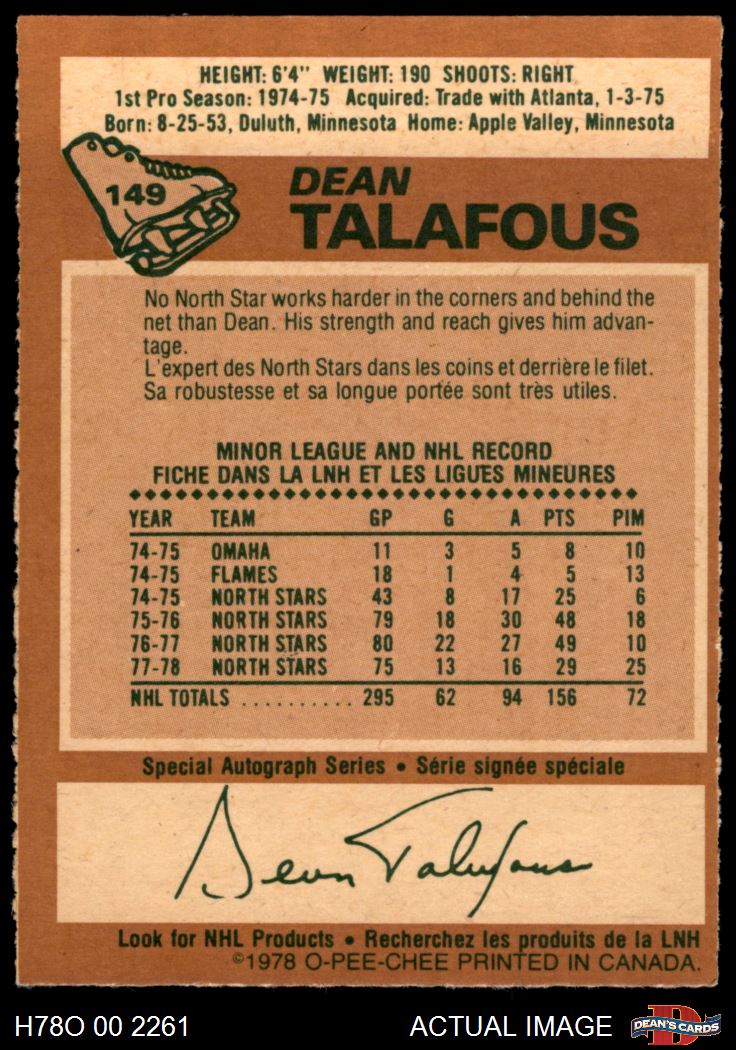 HEIGHT: 6'4" WEIGHT: 190 SHOOTS: RIGHT
1st Pro Season: 1974-75 Acquired: Trade with Atlanta, 1-3-75
Born: 8-25-53, Duluth, Minnesota Home: Apple Valley, Minnesota
149
DEAN
TALAFOUS
No North Star works harder in the corners and behind the
net than Dean. His strength and reach gives him advan-
tage.
L'expert des North Stars dans les coins et derrière le filet.
Sa robustesse et sa longue portée sont très utiles.
MINOR LEAGUE AND NHL RECORD
FICHE DANS LA LNH ET LES LIGUES MINEURES
YEAR TEAM GP G A PTS PIM
74-75 OMAHA 11 3 5 8 10
74-75 FLAMES 18 1 4 5 13
74-75 NORTH STARS 43 8 17 25 6
75-76 NORTH STARS 79 18 30 48 18
76-77 NORTH STARS 80 22 27 49 10
77-78 NORTH STARS 75 13 16 29 25
NHL TOTALS .......... 295 62 94 156 72
Special Autograph Series • Série signée spéciale
Dean Talafous
Look for NHL Products • Recherchez les produits de la LNH
©1978 O-PEE-CHEE PRINTED IN CANADA.
H78O 00 2261 ACTUAL IMAGE DEAN'S CARDS